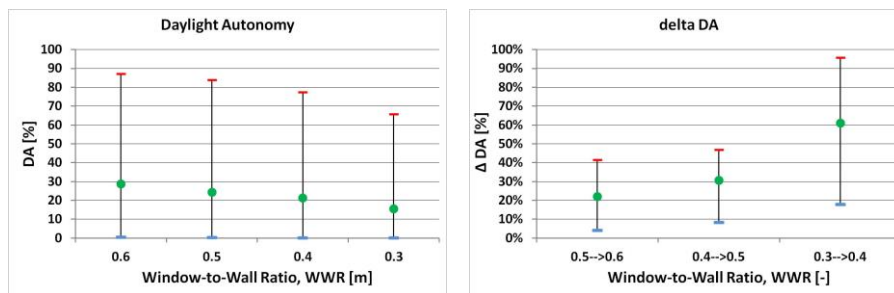 Daylight Autonomy
100
90
80
70
60
50
40
30
20
10
0
DA [%]
0.6 0.5 0.4 0.3
Window-to-Wall Ratio, WWR [m]
delta DA
100%
90%
80%
70%
60%
50%
40%
30%
20%
10%
0%
Δ DA [%]
0.5-->0.6 0.4-->0.5 0.3-->0.4
Window-to-Wall Ratio, WWR [-]